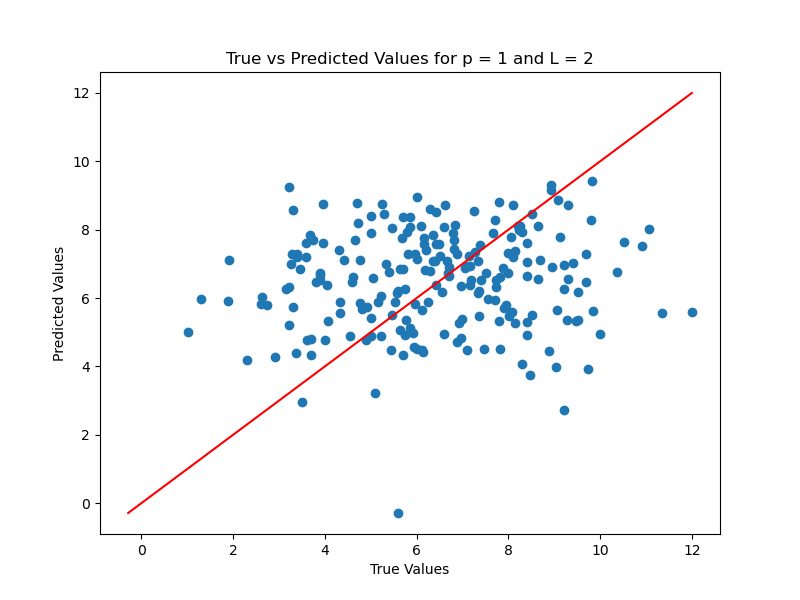 True vs Predicted Values for p = 1 and L = 2
12
10
8
6
4
2
0
Predicted Values
0 2 4 6 8 10 12
True Values